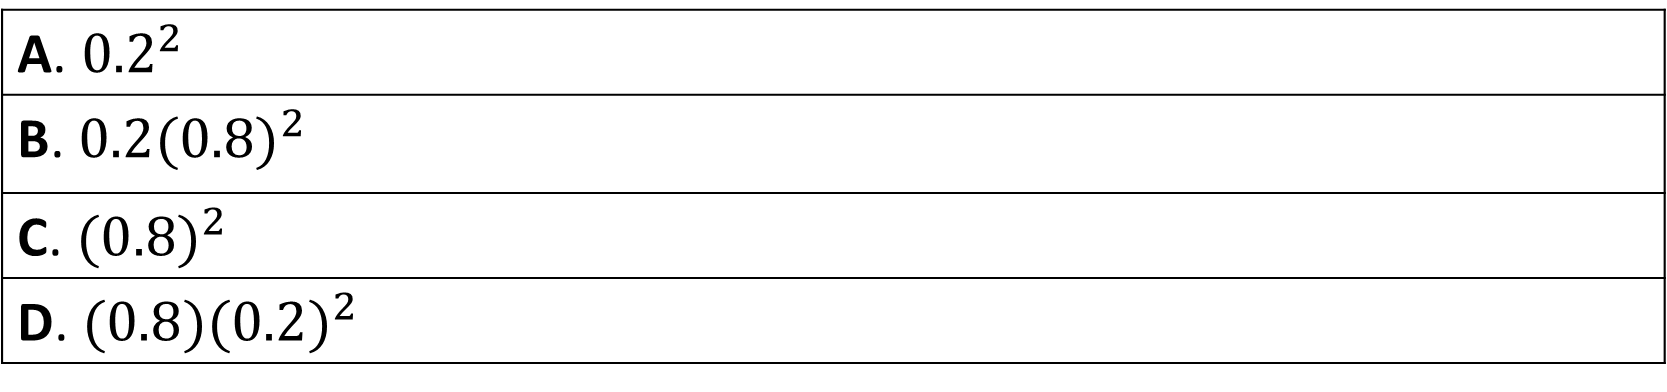 A. 0.2²
B. 0.2(0.8)²
C. (0.8)²
D. (0.8)(0.2)²